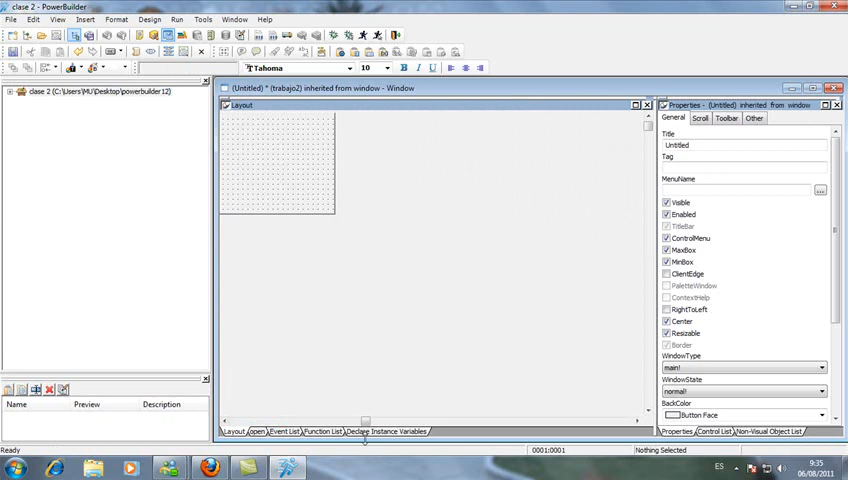 clase 2 - PowerBuilder
File Edit View Insert Format Design Run Tools Window Help
Tahoma 10 B I U
clase 2 (C:\Users\MU\Desktop\powerbuilder12)
(Untitled) * (trabajo2) inherited from window - Window
Layout
Properties - (Untitled) inherited from window
General Scroll Toolbar Other
Title
Untitled
Tag
MenuName
...
Visible
Enabled
TitleBar
ControlMenu
MaxBox
MinBox
ClientEdge
PaletteWindow
ContextHelp
RightToLeft
Center
Resizable
Border
WindowType
main!
WindowState
normal!
BackColor
Button Face
Name Preview Description
Layout open Event List Function List Declare Instance Variables
Properties Control List Non-Visual Object List
Ready
0001:0001
Nothing Selected
ES
9:35
06/08/2011